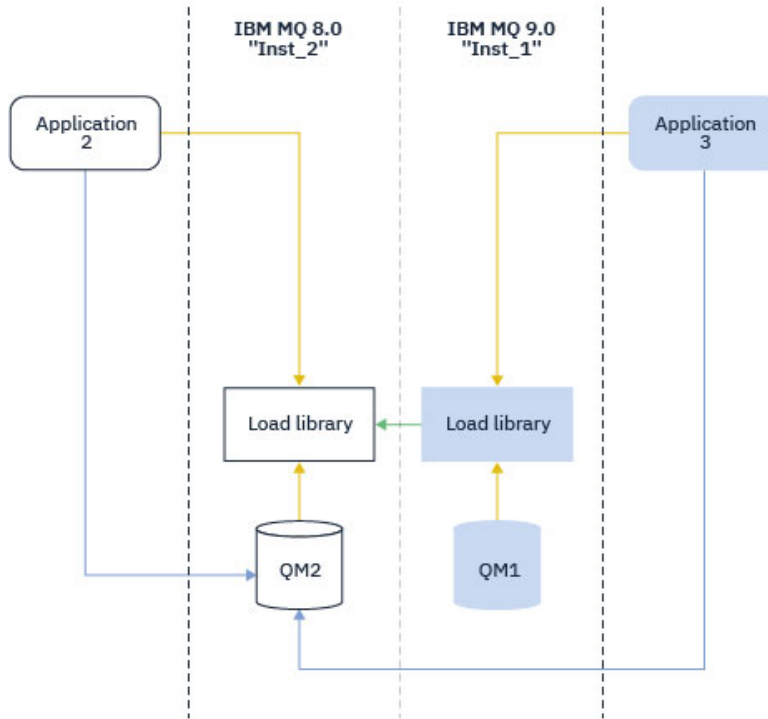 IBM MQ 8.0
"Inst_2"
IBM MQ 9.0
"Inst_1"
Application
2
Application
3
Load library
Load library
QM2
QM1